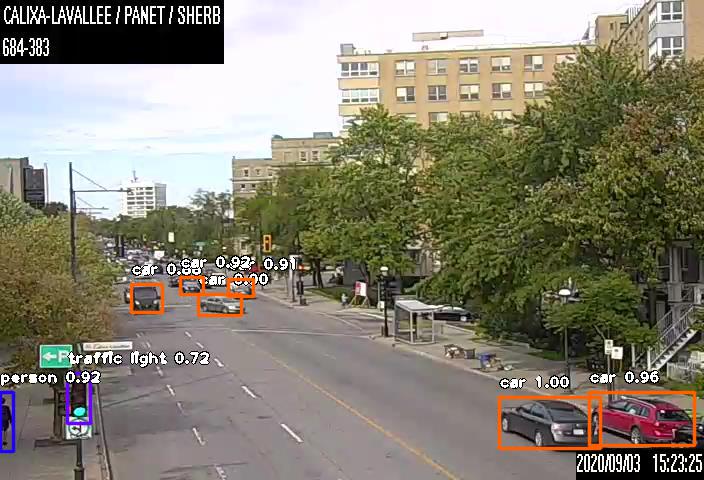 CALIXA-LAVALLEE / PANET / SHERB
684-383
car 0.92
car 0.88
0.91
car 0.90
P
traffic light 0.72
person 0.92
car 1.00
car 0.96
2020/09/03 15:23:25